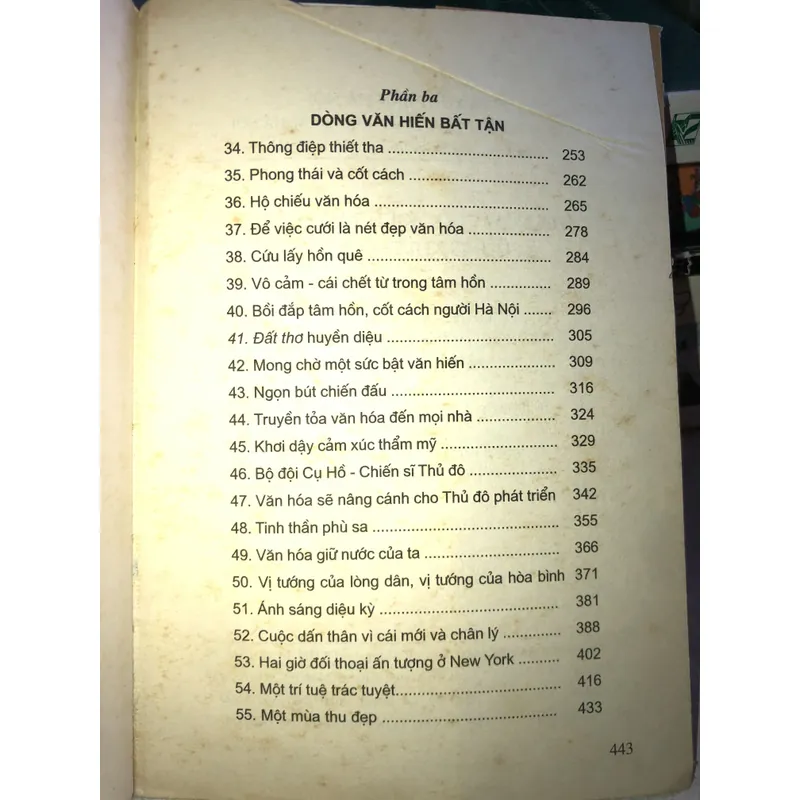 Phần ba
DÒNG VĂN HIẾN BẤT TẬN
34. Thông điệp thiết tha ........................................ 253
35. Phong thái và cốt cách ................................... 262
36. Hộ chiếu văn hóa ........................................... 265
37. Để việc cưới là nét đẹp văn hóa .................... 278
38. Cứu lấy hồn quê ............................................. 284
39. Vô cảm - cái chết từ trong tâm hồn ............... 289
40. Bồi đắp tâm hồn, cốt cách người Hà Nội ....... 296
41. Đất thơ huyền diệu ......................................... 305
42. Mong chờ một sức bật văn hiến ..................... 309
43. Ngọn bút chiến đấu ........................................ 316
44. Truyền tỏa văn hóa đến mọi nhà ................... 324
45. Khơi dậy cảm xúc thẩm mỹ ............................ 329
46. Bộ đội Cụ Hồ - Chiến sĩ Thủ đô ..................... 335
47. Văn hóa sẽ nâng cánh cho Thủ đô phát triển 342
48. Tinh thần phù sa ............................................. 355
49. Văn hóa giữ nước của ta ................................ 366
50. Vị tướng của lòng dân, vị tướng của hòa bình 371
51. Ánh sáng diệu kỳ ............................................ 381
52. Cuộc dấn thân vì cái mới và chân lý .............. 388
53. Hai giờ đối thoại ấn tượng ở New York .......... 402
54. Một trí tuệ trác tuyệt........................................ 416
55. Một mùa thu đẹp ............................................ 433
443